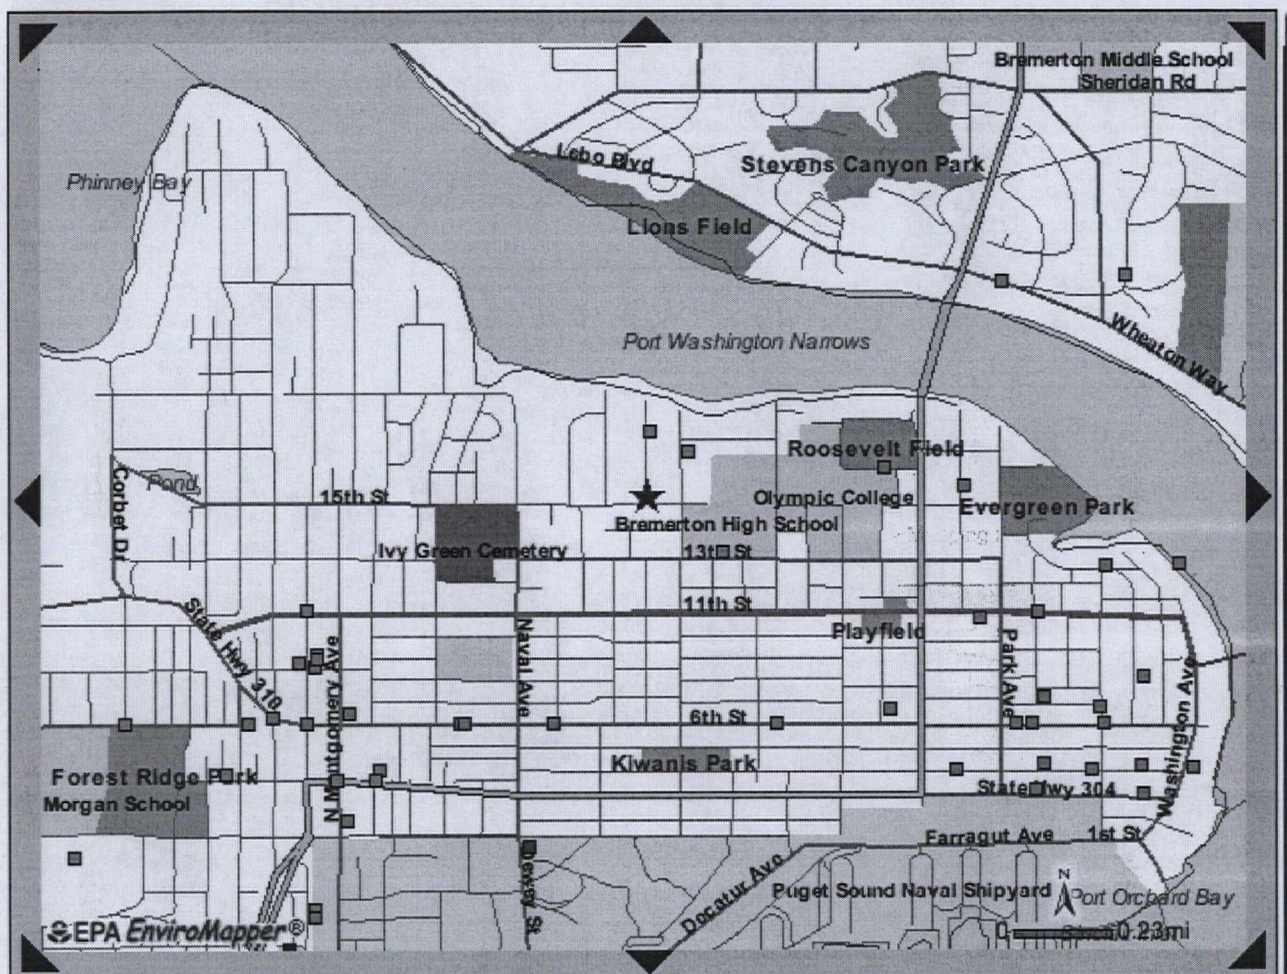 Bremerton Middle School
Sheridan Rd
Lebo Blvd
Stevens Canyon Park
Phinney Bay
Lions Field
Port Washington Narrows
Wheaton Way
Roosevelt Field
Corbet Dr
Pond
15th St
Olympic College
Evergreen Park
Bremerton High School
Ivy Green Cemetery
13th St
11th St
State Hwy 310
Playfield
N Montgomery Ave
Naval Ave
Park Ave
6th St
Washington Ave
Kiwanis Park
Forest Ridge Park
Morgan School
State Hwy 304
Farragut Ave
1st St
Dewey St
Docatur Ave
Puget Sound Naval Shipyard
N
Port Orchard Bay
EPA EnviroMapper®
0
0.23mi